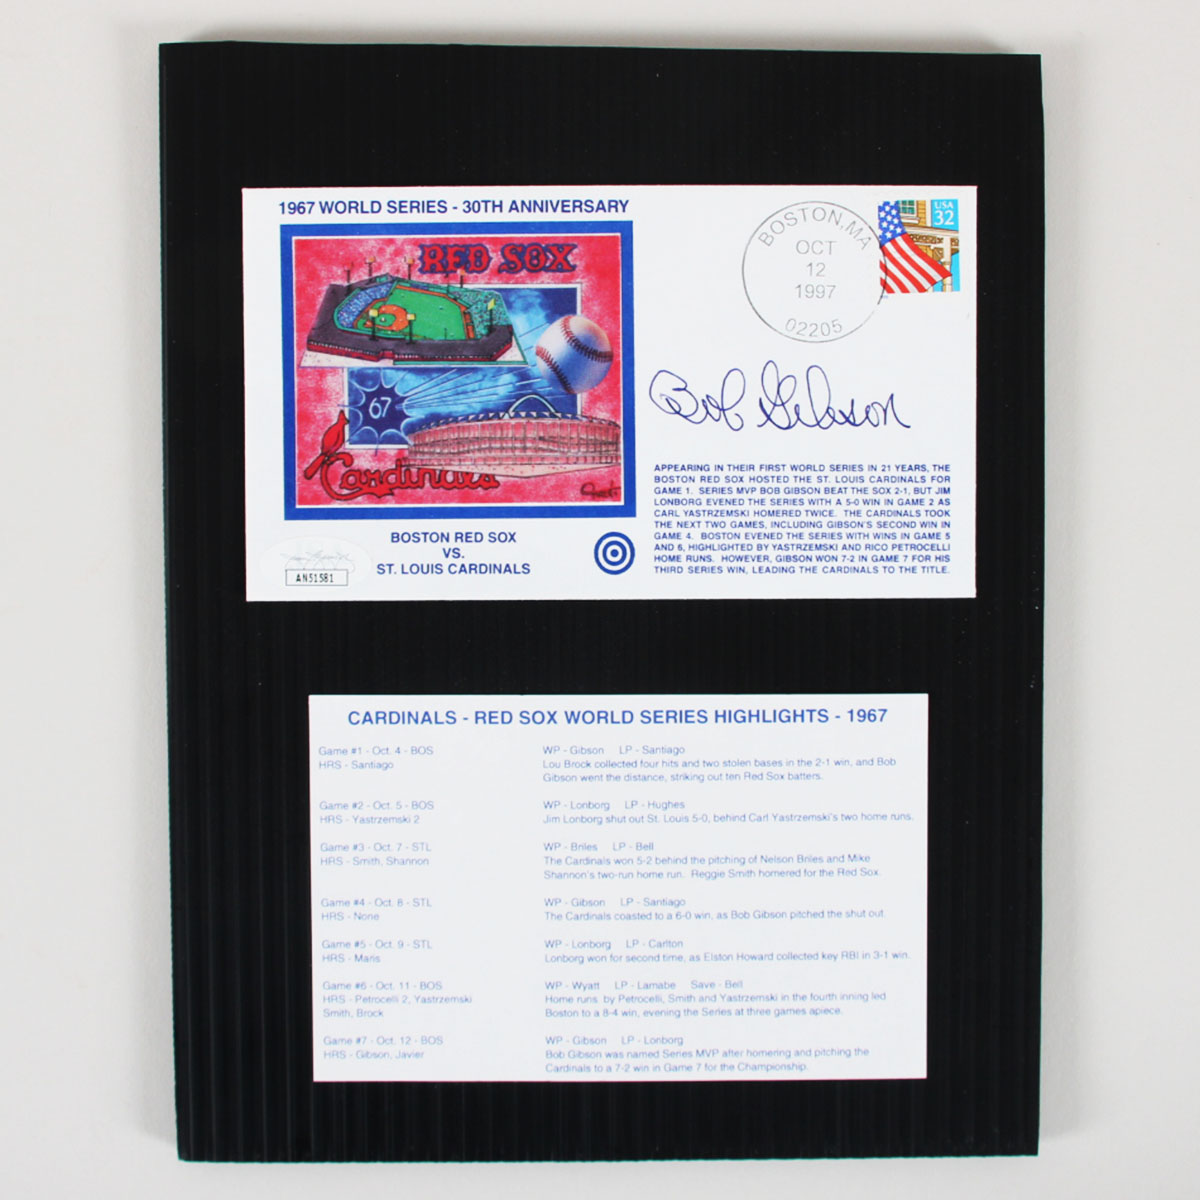 1967 WORLD SERIES - 30TH ANNIVERSARY
RED SOX
67
Cardinals
BOSTON RED SOX
VS.
ST. LOUIS CARDINALS
AN51581
BOSTON, MA
OCT
12
1997
02205
USA
32
Bob Gibson
APPEARING IN THEIR FIRST WORLD SERIES IN 21 YEARS, THE
BOSTON RED SOX HOSTED THE ST. LOUIS CARDINALS FOR
GAME 1. SERIES MVP BOB GIBSON BEAT THE SOX 2-1, BUT JIM
LONBORG EVENED THE SERIES WITH A 5-0 WIN IN GAME 2 AS
CARL YASTRZEMSKI HOMERED TWICE. THE CARDINALS TOOK
THE NEXT TWO GAMES, INCLUDING GIBSON'S SECOND WIN IN
GAME 4. BOSTON EVENED THE SERIES WITH WINS IN GAME 5
AND 6, HIGHLIGHTED BY YASTRZEMSKI AND RICO PETROCELLI
HOME RUNS. HOWEVER, GIBSON WON 7-2 IN GAME 7 FOR HIS
THIRD SERIES WIN, LEADING THE CARDINALS TO THE TITLE.
CARDINALS - RED SOX WORLD SERIES HIGHLIGHTS - 1967
Game #1 - Oct. 4 - BOS WP - Gibson LP - Santiago
HRS - Santiago Lou Brock collected four hits and two stolen bases in the 2-1 win, and Bob
Gibson went the distance, striking out ten Red Sox batters.
Game #2 - Oct. 5 - BOS WP - Lonborg LP - Hughes
HRS - Yastrzemski 2 Jim Lonborg shut out St. Louis 5-0, behind Carl Yastrzemski's two home runs.
Game #3 - Oct. 7 - STL WP - Briles LP - Bell
HRS - Smith, Shannon The Cardinals won 5-2 behind the pitching of Nelson Briles and Mike
Shannon's two-run home run. Reggie Smith homered for the Red Sox.
Game #4 - Oct. 8 - STL WP - Gibson LP - Santiago
HRS - None The Cardinals coasted to a 6-0 win, as Bob Gibson pitched the shut out.
Game #5 - Oct. 9 - STL WP - Lonborg LP - Carlton
HRS - Maris Lonborg won for second time, as Elston Howard collected key RBI in 3-1 win.
Game #6 - Oct. 11 - BOS WP - Wyatt LP - Lamabe Save - Bell
HRS - Petrocelli 2, Yastrzemski Home runs by Petrocelli, Smith and Yastrzemski in the fourth inning led
Smith, Brock Boston to a 8-4 win, evening the Series at three games apiece.
Game #7 - Oct. 12 - BOS WP - Gibson LP - Lonborg
HRS - Gibson, Javier Bob Gibson was named Series MVP after homering and pitching the
Cardinals to a 7-2 win in Game 7 for the Championship.